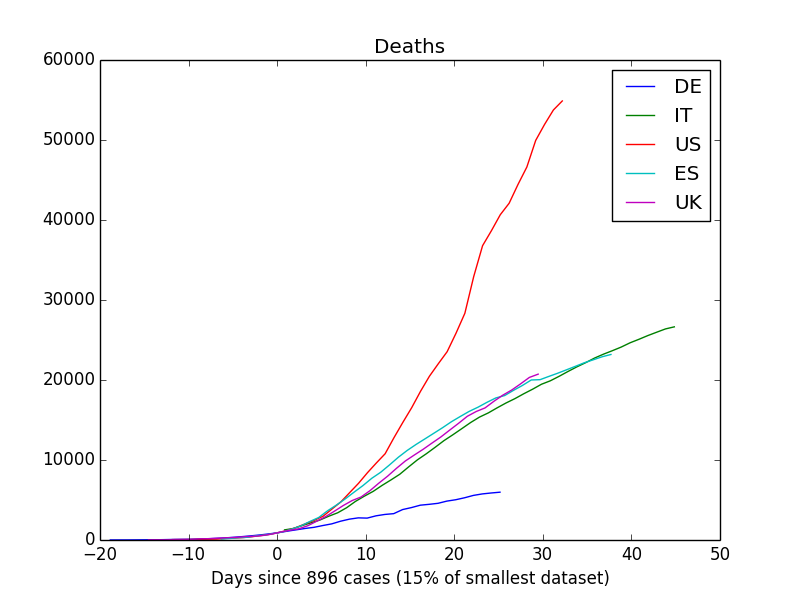 Deaths
60000
50000
40000
30000
20000
10000
0
−20 −10 0 10 20 30 40 50
Days since 896 cases (15% of smallest dataset)
DE
IT
US
ES
UK